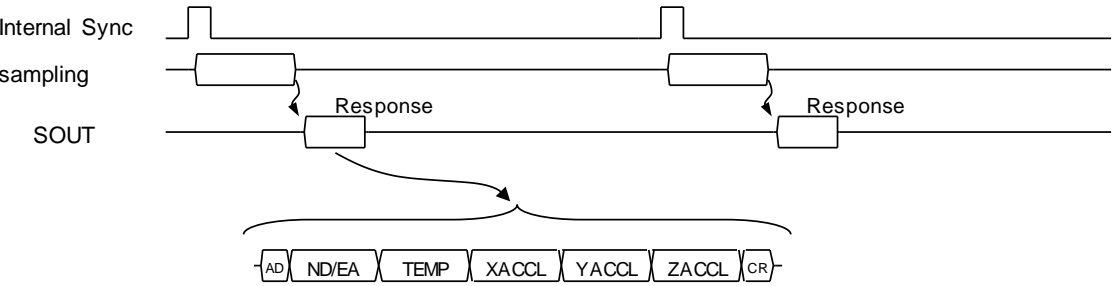 Internal Sync
sampling
Response Response
SOUT
AD ND/EA TEMP XACCL YACCL ZACCL CR